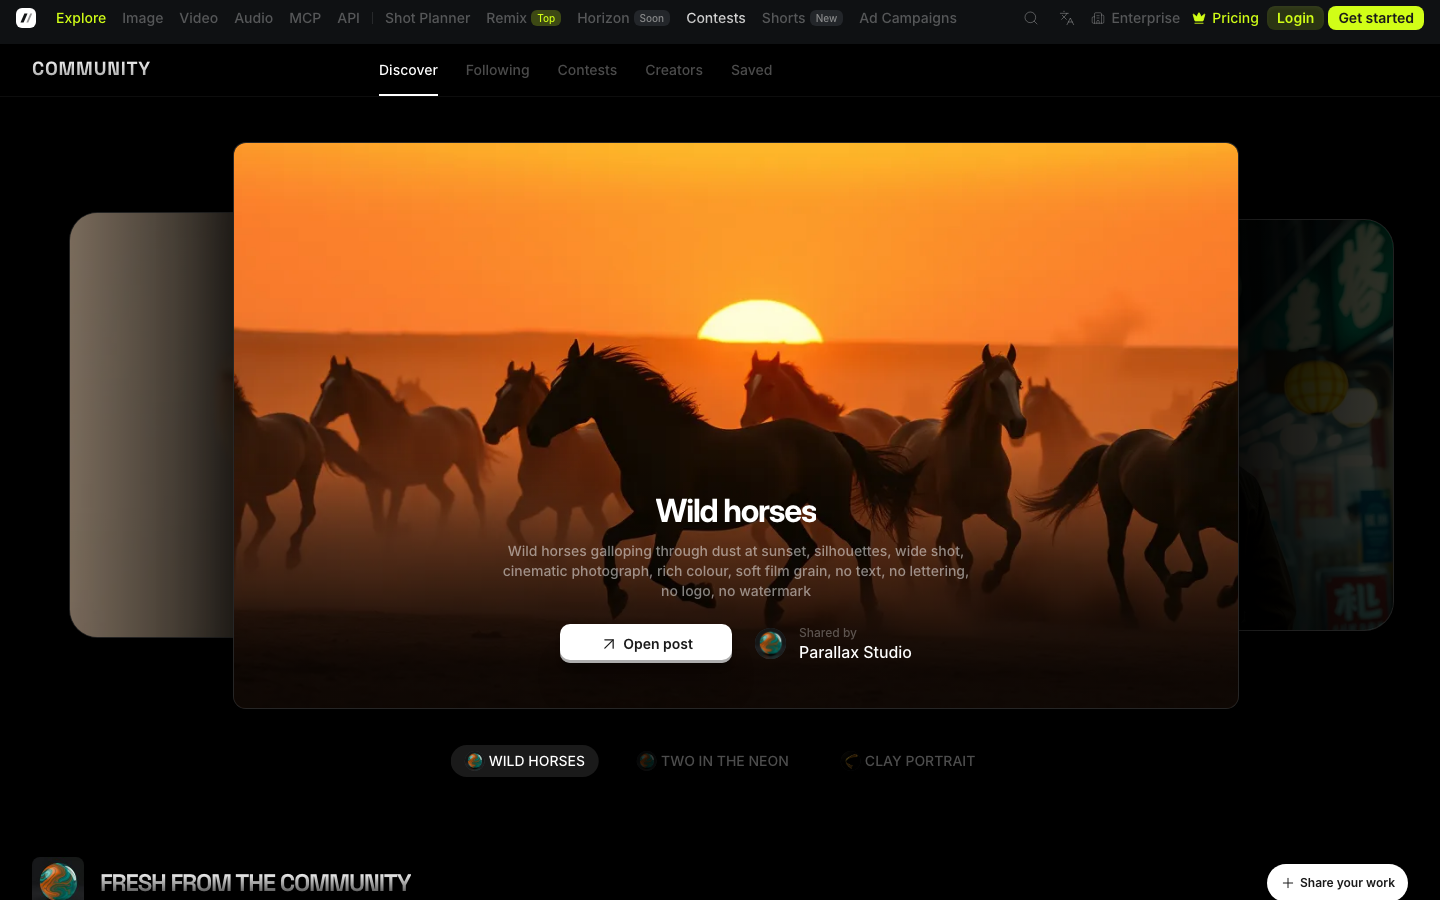 Explore Image Video Audio MCP API Shot Planner Remix Top Horizon Soon Contests Shorts New Ad Campaigns Enterprise Pricing Login Get started
COMMUNITY
Discover Following Contests Creators Saved
Wild horses
Wild horses galloping through dust at sunset, silhouettes, wide shot,
cinematic photograph, rich colour, soft film grain, no text, no lettering,
no logo, no watermark
Open post
Shared by
Parallax Studio
WILD HORSES TWO IN THE NEON CLAY PORTRAIT
FRESH FROM THE COMMUNITY
Share your work